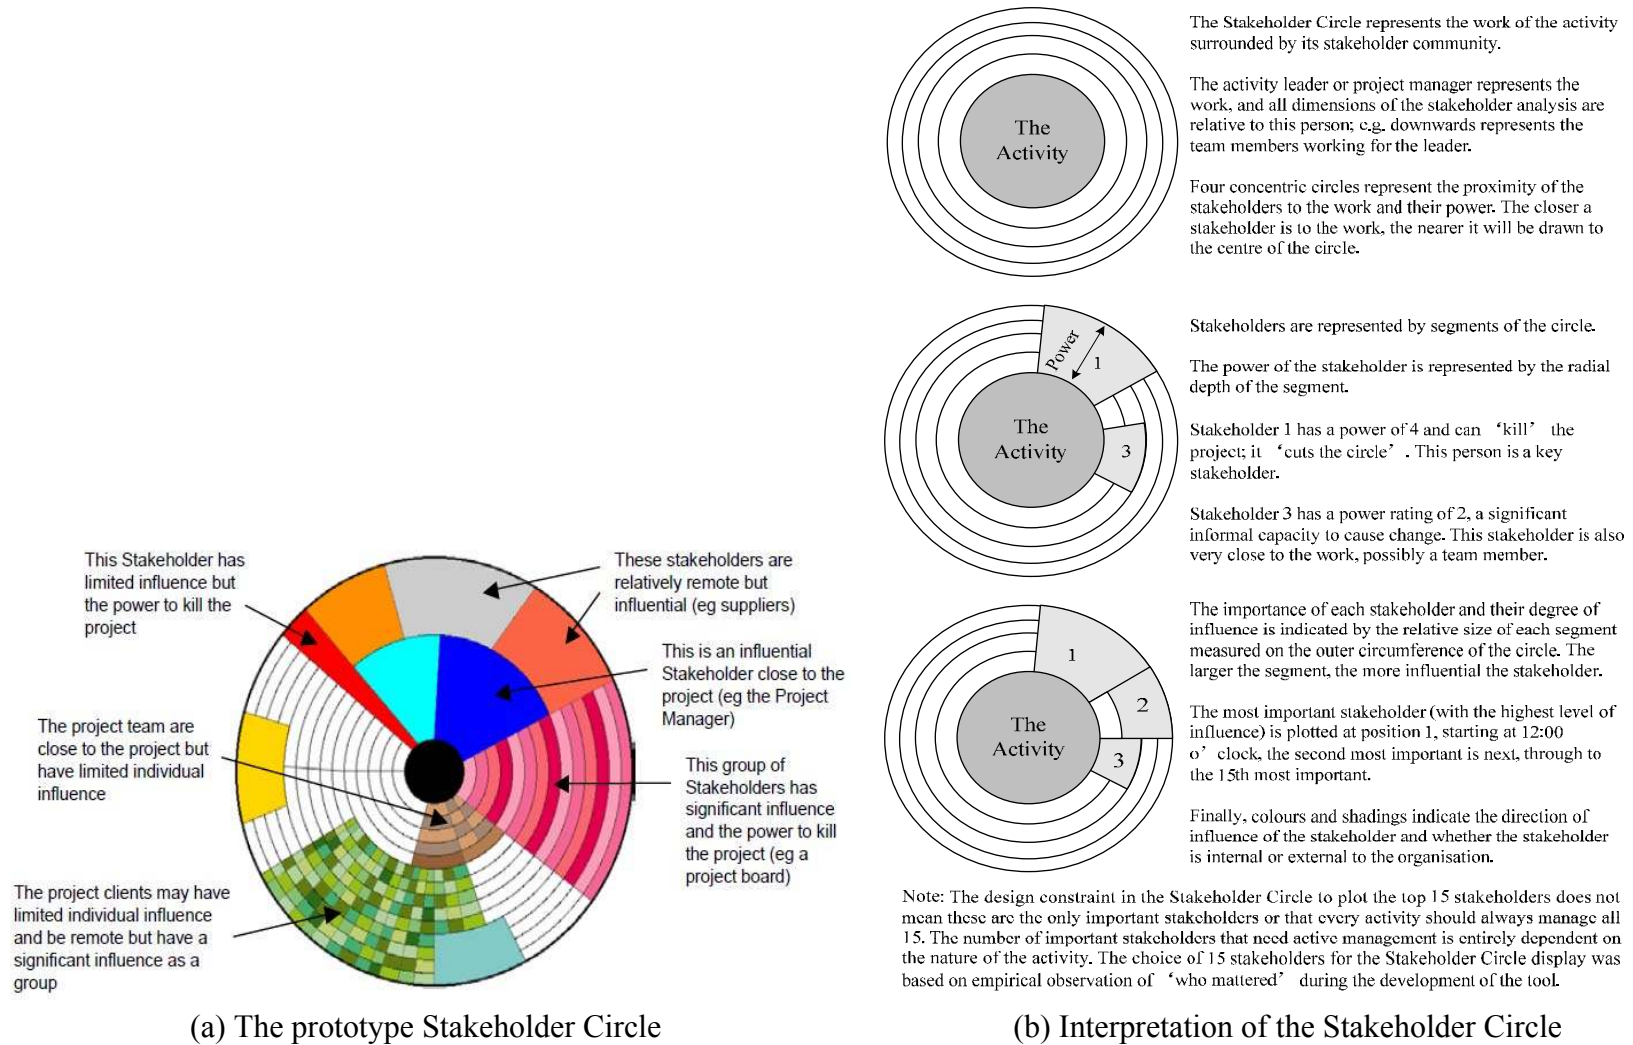 This Stakeholder has
limited influence but
the power to kill the
project
These stakeholders are
relatively remote but
influential (eg suppliers)
This is an influential
Stakeholder close to the
project (eg the Project
Manager)
The project team are
close to the project but
have limited individual
influence
This group of
Stakeholders has
significant influence
and the power to kill
the project (eg a
project board)
The project clients may have
limited individual influence
and be remote but have a
significant influence as a
group
(a) The prototype Stakeholder Circle
The
Activity
The Stakeholder Circle represents the work of the activity
surrounded by its stakeholder community.
The activity leader or project manager represents the
work, and all dimensions of the stakeholder analysis are
relative to this person; e.g. downwards represents the
team members working for the leader.
Four concentric circles represent the proximity of the
stakeholders to the work and their power. The closer a
stakeholder is to the work, the nearer it will be drawn to
the centre of the circle.
Power
1
The
Activity
3
Stakeholders are represented by segments of the circle.
The power of the stakeholder is represented by the radial
depth of the segment.
Stakeholder 1 has a power of 4 and can ‘kill’ the
project; it ‘cuts the circle’. This person is a key
stakeholder.
Stakeholder 3 has a power rating of 2, a significant
informal capacity to cause change. This stakeholder is also
very close to the work, possibly a team member.
1
2
The
Activity
3
The importance of each stakeholder and their degree of
influence is indicated by the relative size of each segment
measured on the outer circumference of the circle. The
larger the segment, the more influential the stakeholder.
The most important stakeholder (with the highest level of
influence) is plotted at position 1, starting at 12:00
o’ clock, the second most important is next, through to
the 15th most important.
Finally, colours and shadings indicate the direction of
influence of the stakeholder and whether the stakeholder
is internal or external to the organisation.
Note: The design constraint in the Stakeholder Circle to plot the top 15 stakeholders does not
mean these are the only important stakeholders or that every activity should always manage all
15. The number of important stakeholders that need active management is entirely dependent on
the nature of the activity. The choice of 15 stakeholders for the Stakeholder Circle display was
based on empirical observation of ‘who mattered’ during the development of the tool.
(b) Interpretation of the Stakeholder Circle